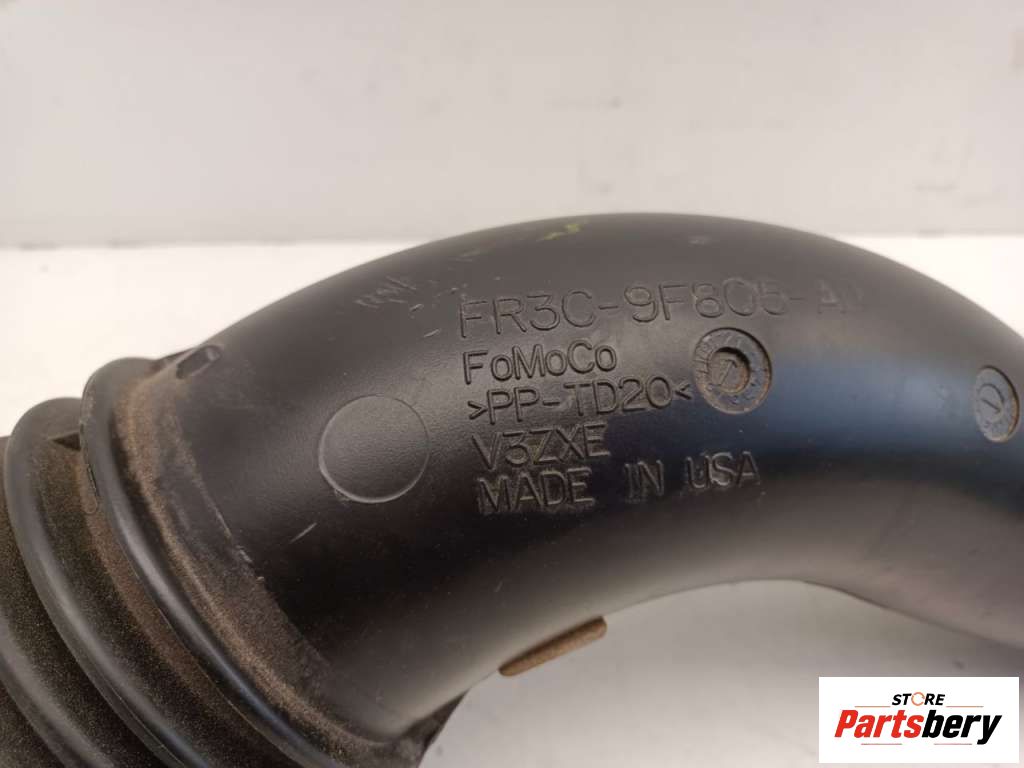 FR3C-9F805-A
FoMoCo
>PP-TD20<
V3ZXE
MADE IN USA
STORE
Partsbery